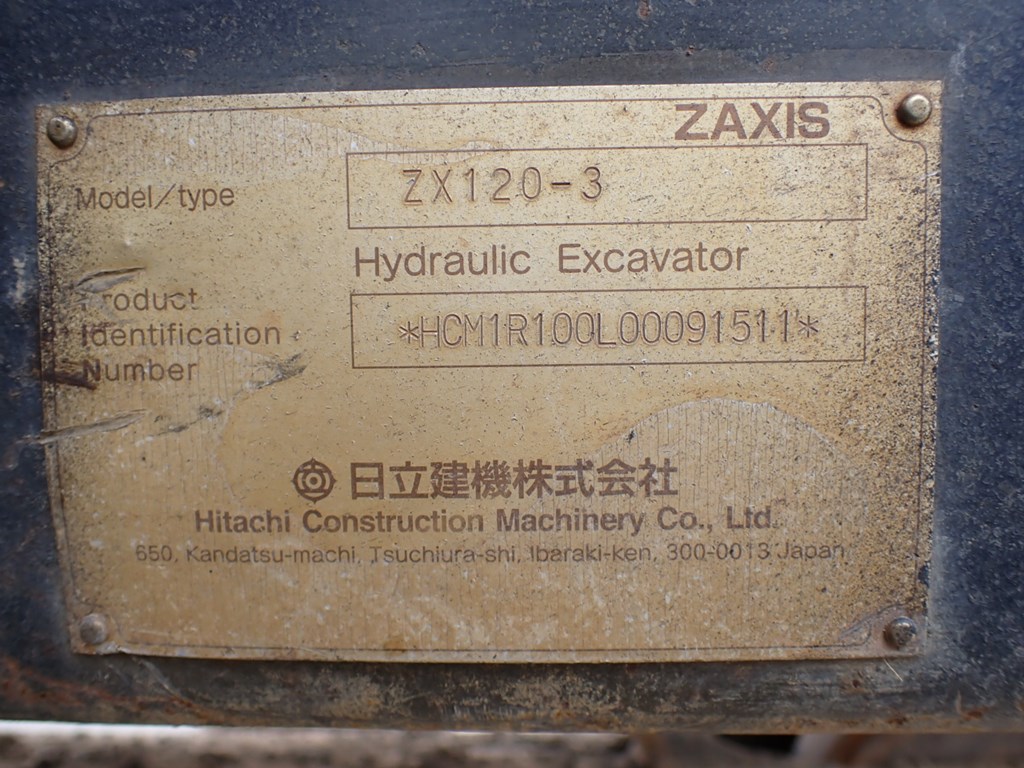 ZAXIS
Model/type ZX120-3
Hydraulic Excavator
Product
Identification
Number
*HCM1R100L00091511*
日立建機株式会社
Hitachi Construction Machinery Co., Ltd.
650, Kandatsu-machi, Tsuchiura-shi, Ibaraki-ken, 300-0013 Japan